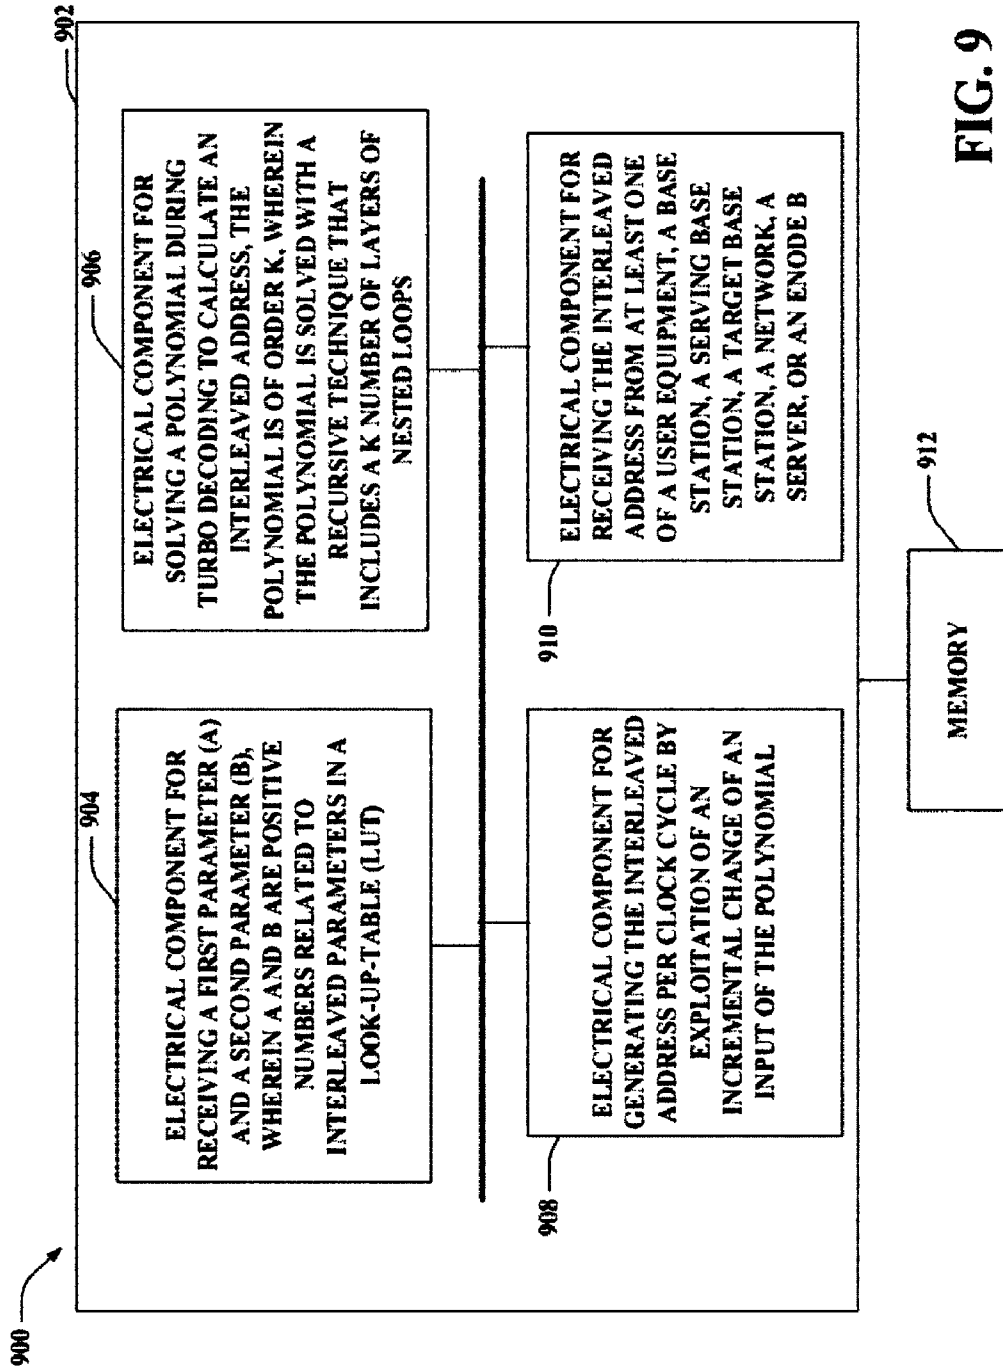 900
902
904
ELECTRICAL COMPONENT FOR
RECEIVING A FIRST PARAMETER (A)
AND A SECOND PARAMETER (B),
WHEREIN A AND B ARE POSITIVE
NUMBERS RELATED TO
INTERLEAVED PARAMETERS IN A
LOOK-UP-TABLE (LUT)
906
ELECTRICAL COMPONENT FOR
SOLVING A POLYNOMIAL DURING
TURBO DECODING TO CALCULATE AN
INTERLEAVED ADDRESS, THE
POLYNOMIAL IS OF ORDER K, WHEREIN
THE POLYNOMIAL IS SOLVED WITH A
RECURSIVE TECHNIQUE THAT
INCLUDES A K NUMBER OF LAYERS OF
NESTED LOOPS
908
ELECTRICAL COMPONENT FOR
GENERATING THE INTERLEAVED
ADDRESS PER CLOCK CYCLE BY
EXPLOITATION OF AN
INCREMENTAL CHANGE OF AN
INPUT OF THE POLYNOMIAL
910
ELECTRICAL COMPONENT FOR
RECEIVING THE INTERLEAVED
ADDRESS FROM AT LEAST ONE
OF A USER EQUIPMENT, A BASE
STATION, A SERVING BASE
STATION, A TARGET BASE
STATION, A NETWORK, A
SERVER, OR AN ENODE B
912
MEMORY
FIG. 9